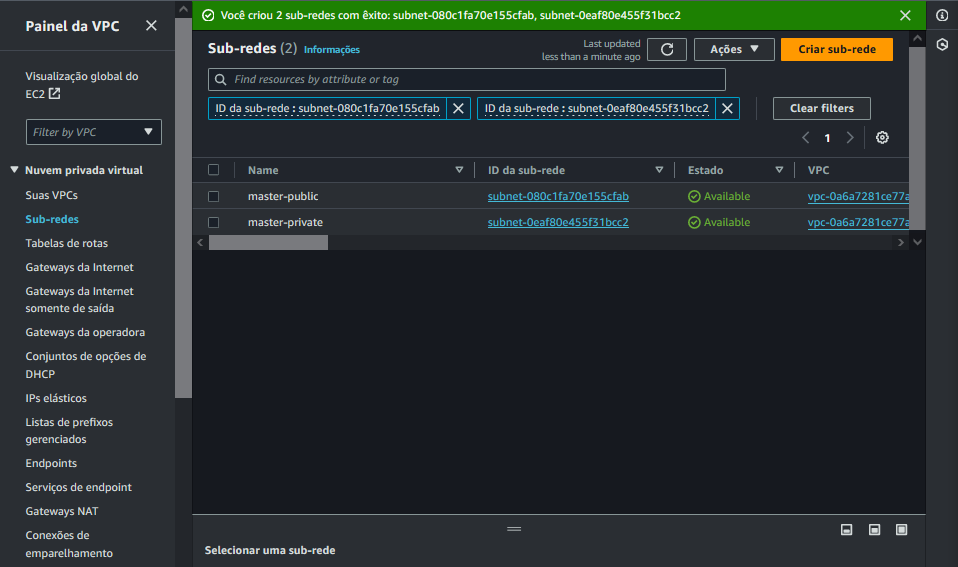 Painel da VPC
Visualização global do
EC2
Filter by VPC
Nuvem privada virtual
Suas VPCs
Sub-redes
Tabelas de rotas
Gateways da Internet
Gateways da Internet
somente de saída
Gateways da operadora
Conjuntos de opções de
DHCP
IPs elásticos
Listas de prefixos
gerenciados
Endpoints
Serviços de endpoint
Gateways NAT
Conexões de
emparelhamento
Você criou 2 sub-redes com êxito: subnet-080c1fa70e155cfab, subnet-0eaf80e455f31bcc2
Sub-redes (2) Informações
Last updated
less than a minute ago
Ações
Criar sub-rede
Find resources by attribute or tag
ID da sub-rede : subnet-080c1fa70e155cfab
ID da sub-rede : subnet-0eaf80e455f31bcc2
Clear filters
1
Name ID da sub-rede Estado VPC
master-public subnet-080c1fa70e155cfab Available vpc-0a6a7281ce77a
master-private subnet-0eaf80e455f31bcc2 Available vpc-0a6a7281ce77a
Selecionar uma sub-rede